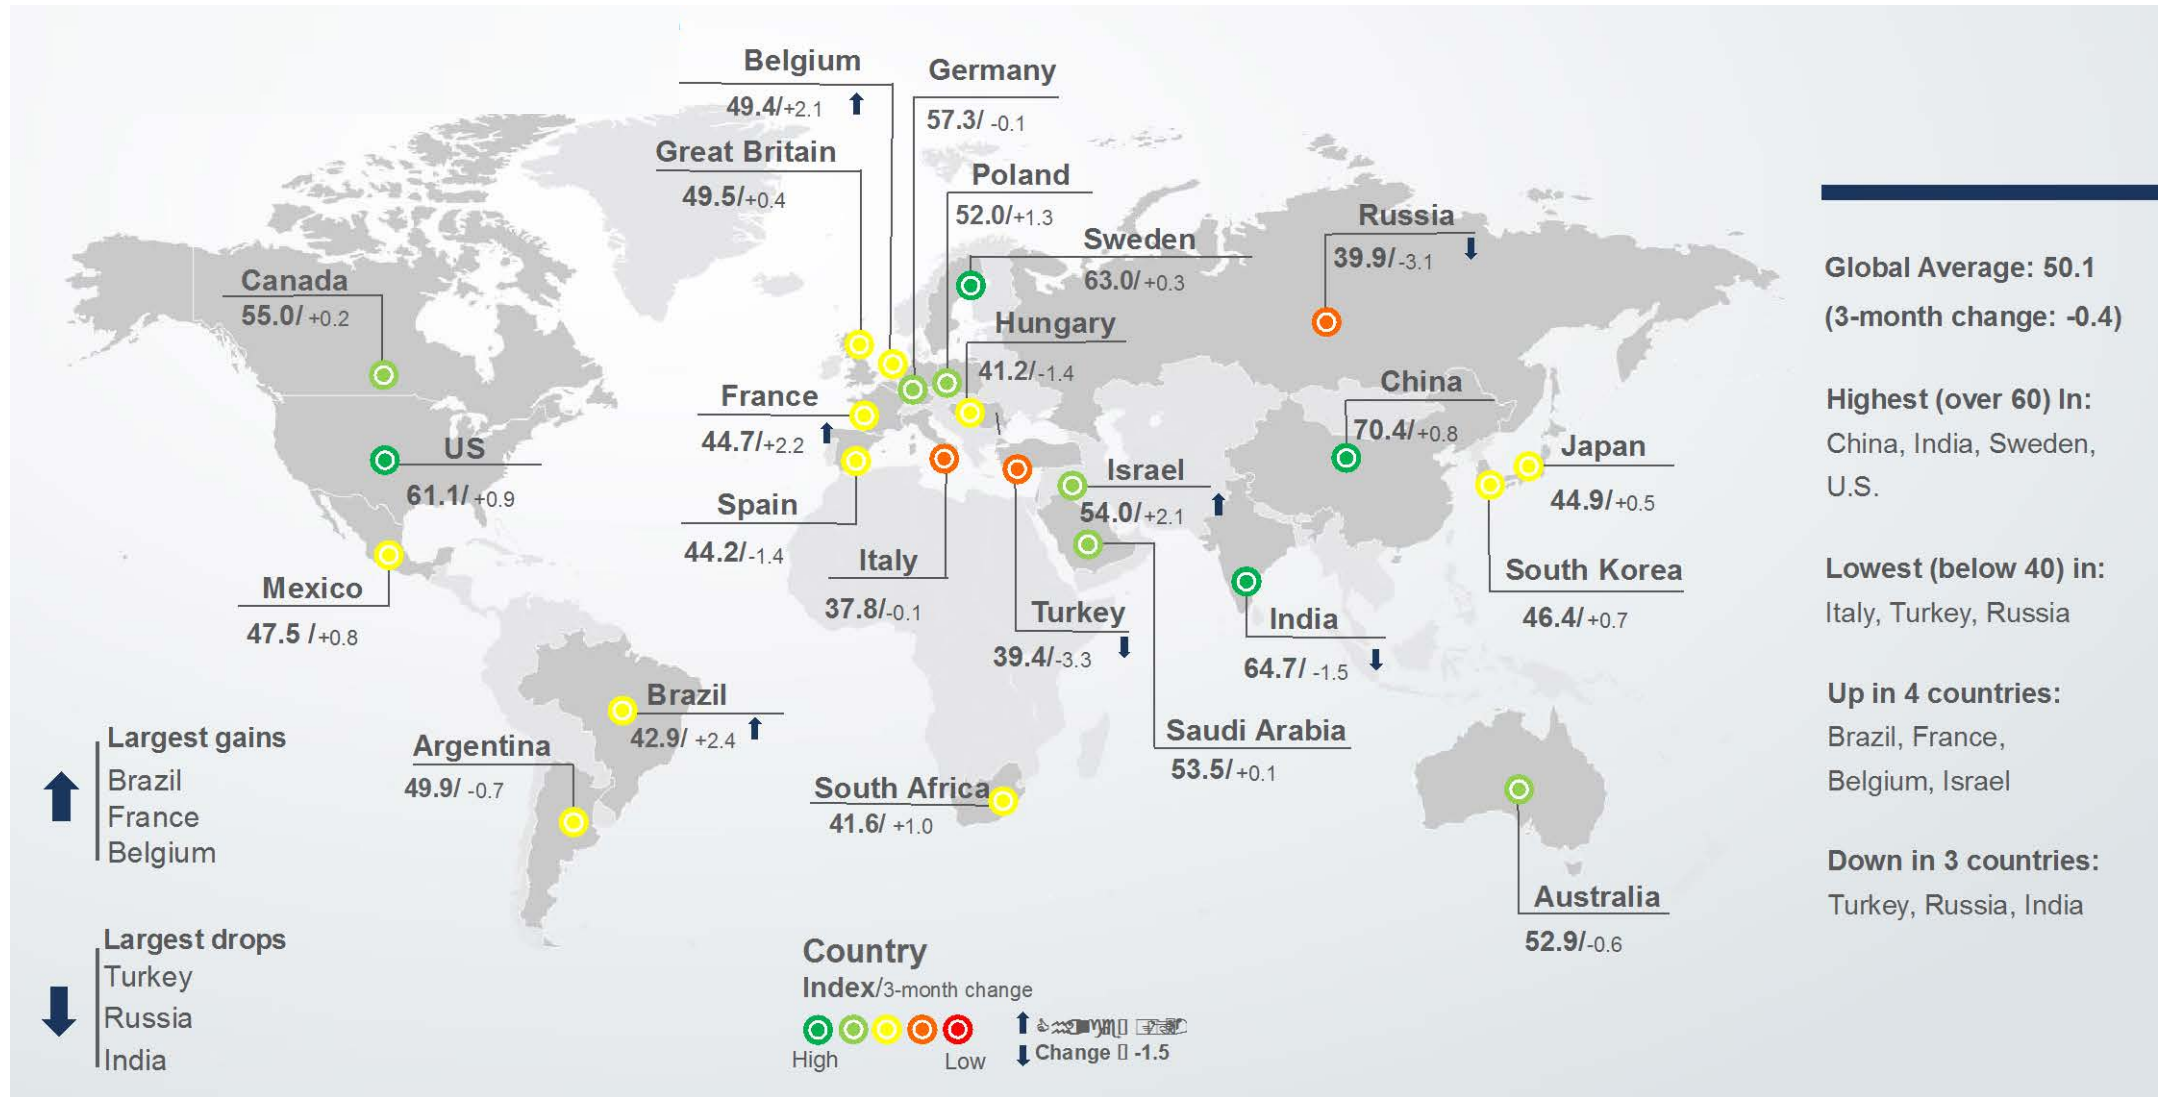 Belgium
49.4/+2.1
Germany
57.3/ -0.1
Great Britain
49.5/+0.4
Poland
52.0/+1.3
Sweden
63.0/+0.3
Russia
39.9/-3.1
Canada
55.0/ +0.2
Hungary
41.2/-1.4
France
44.7/+2.2
China
70.4/+0.8
US
61.1/ +0.9
Japan
44.9/+0.5
Israel
54.0/+2.1
Spain
44.2/-1.4
Italy
37.8/-0.1
South Korea
46.4/+0.7
Mexico
47.5 /+0.8
Turkey
39.4/-3.3
India
64.7/ -1.5
Brazil
42.9/ +2.4
Saudi Arabia
53.5/+0.1
Argentina
49.9/ -0.7
South Africa
41.6/ +1.0
Australia
52.9/-0.6
Largest gains
Brazil
France
Belgium
Largest drops
Turkey
Russia
India
Country
Index/3-month change
High
Low
Change -1.5
Global Average: 50.1
(3-month change: -0.4)
Highest (over 60) In:
China, India, Sweden,
U.S.
Lowest (below 40) in:
Italy, Turkey, Russia
Up in 4 countries:
Brazil, France,
Belgium, Israel
Down in 3 countries:
Turkey, Russia, India